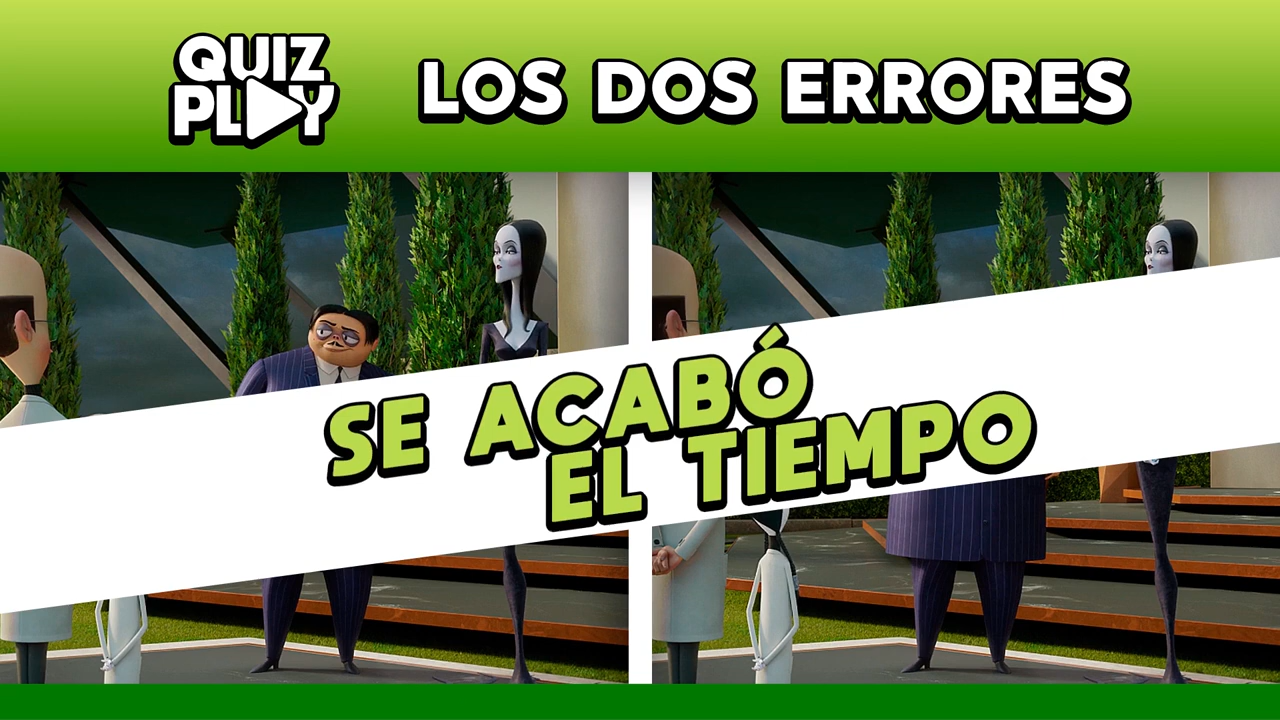 QUIZ
PLAY
LOS DOS ERRORES
SE ACABÓ
EL TIEMPO